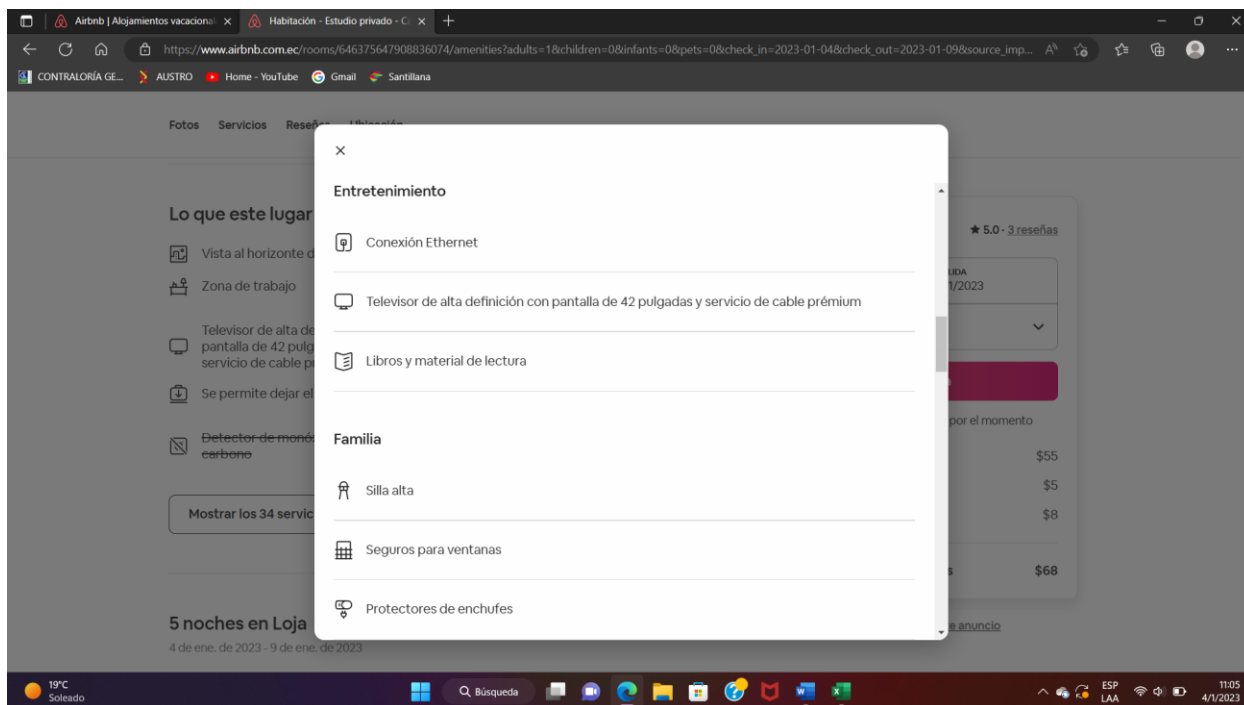 Airbnb | Alojamientos vacacional
Habitación - Estudio privado - C
https://www.airbnb.com.ec/rooms/646375647908836074/amenities?adults=1&children=0&infants=0&pets=0&check_in=2023-01-04&check_out=2023-01-09&source_imp...
CONTRALORÍA GE...
AUSTRO
Home - YouTube
Gmail
Santillana
Fotos Servicios
Entretenimiento
Conexión Ethernet
Televisor de alta definición con pantalla de 42 pulgadas y servicio de cable prémium
Libros y material de lectura
Familia
Silla alta
Seguros para ventanas
Protectores de enchufes
Lo que este lugar
Vista al horizonte d
Zona de trabajo
Televisor de alta de
pantalla de 42 pulg
servicio de cable p
Se permite dejar el
Detector de monó
carbono
Mostrar los 34 servic
5 noches en Loja
4 de ene. de 2023 - 9 de ene. de 2023
★ 5.0 · 3 reseñas
LIDA
1/2023
por el momento
$55
$5
$8
s $68
e anuncio
19°C
Soleado
Búsqueda
ESP
LAA
11:05
4/1/2023